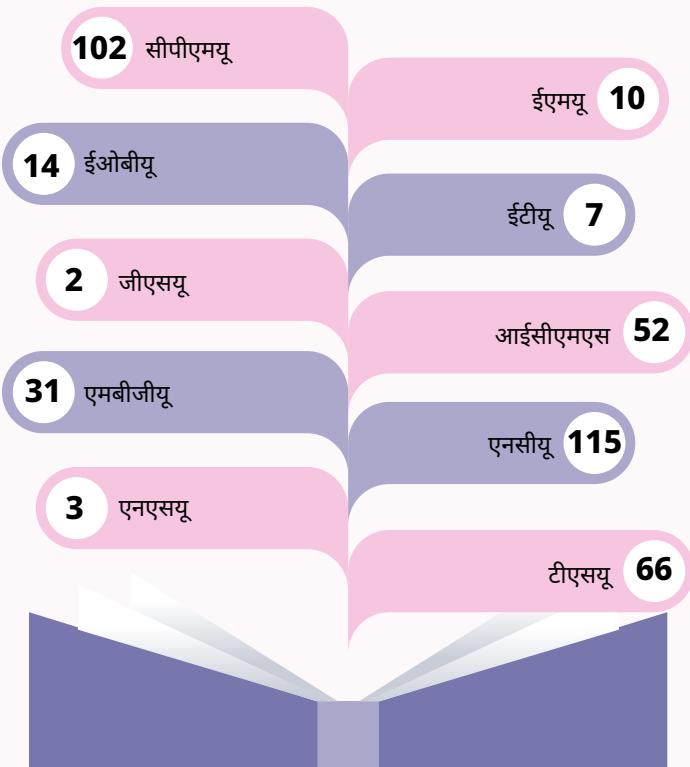 102 सीपीएमयू
ईएमयू 10
14 ईओबीयू
ईटीयू 7
2 जीएसयू
आईसीएमएस 52
31 एमबीजीयू
एनसीयू 115
3 एनएसयू
टीएसयू 66